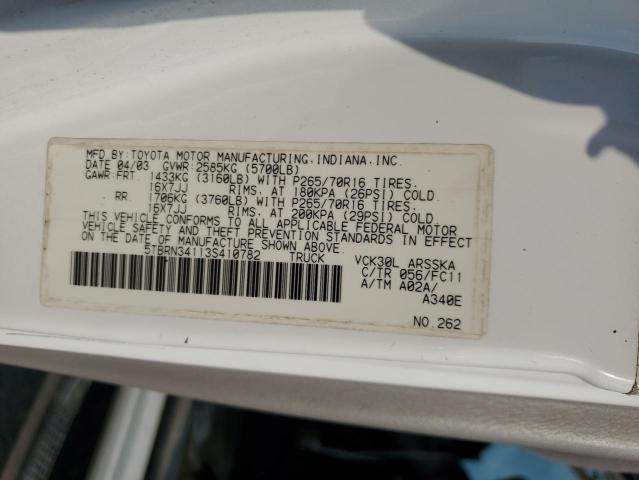 MFD. BY: TOYOTA MOTOR MANUFACTURING, INDIANA, INC.
DATE 04/03 GVWR: 2585KG (5700LB)
GAWR: FRT 1433KG (3160LB) WITH P265/70R16 TIRES.
16X7JJ RIMS, AT 180KPA (26PSI) COLD
RR 1706KG (3760LB) WITH P265/70R16 TIRES,
16X7JJ RIMS, AT 200KPA (29PSI) COLD.
THIS VEHICLE CONFORMS TO ALL APPLICABLE FEDERAL MOTOR
VEHICLE SAFETY AND THEFT PREVENTION STANDARDS IN EFFECT
ON THE DATE OF MANUFACTURE SHOWN ABOVE.
5TBRN34113S410782 TRUCK VCK30L ARSSKA
C/TR 056/FC11
A/TM A02A/
A340E
NO.262